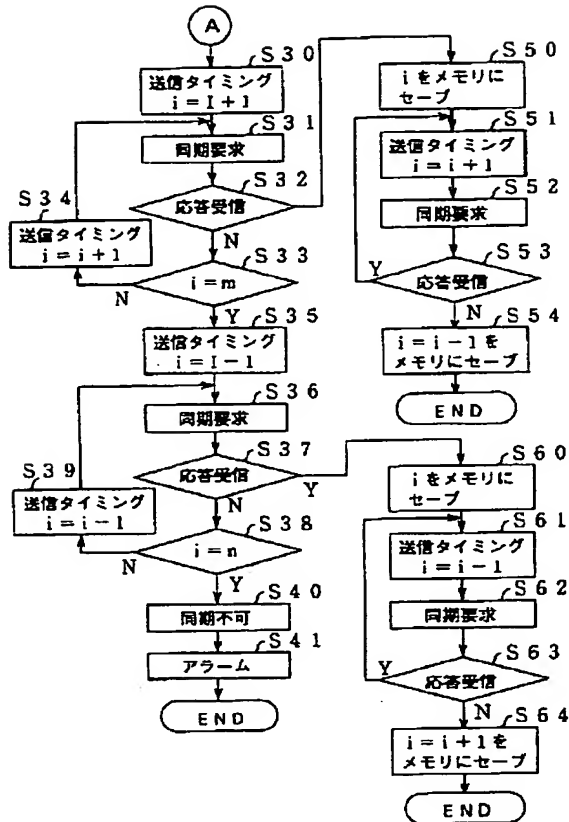 A
S30
送信タイミング
i=I+1
S31
同期要求
S32
応答受信
N
S33
i=m
N
Y
S34
送信タイミング
i=i+1
S35
送信タイミング
i=I-1
S36
同期要求
S37
応答受信
Y
N
S38
i=n
N
Y
S39
送信タイミング
i=i-1
S40
同期不可
S41
アラーム
END
S50
iをメモリに
セーブ
S51
送信タイミング
i=i+1
S52
同期要求
S53
Y
応答受信
N
S54
i=i-1を
メモリにセーブ
END
S60
iをメモリに
セーブ
S61
送信タイミング
i=i-1
S62
同期要求
S63
Y
応答受信
N
S64
i=i+1を
メモリにセーブ
END